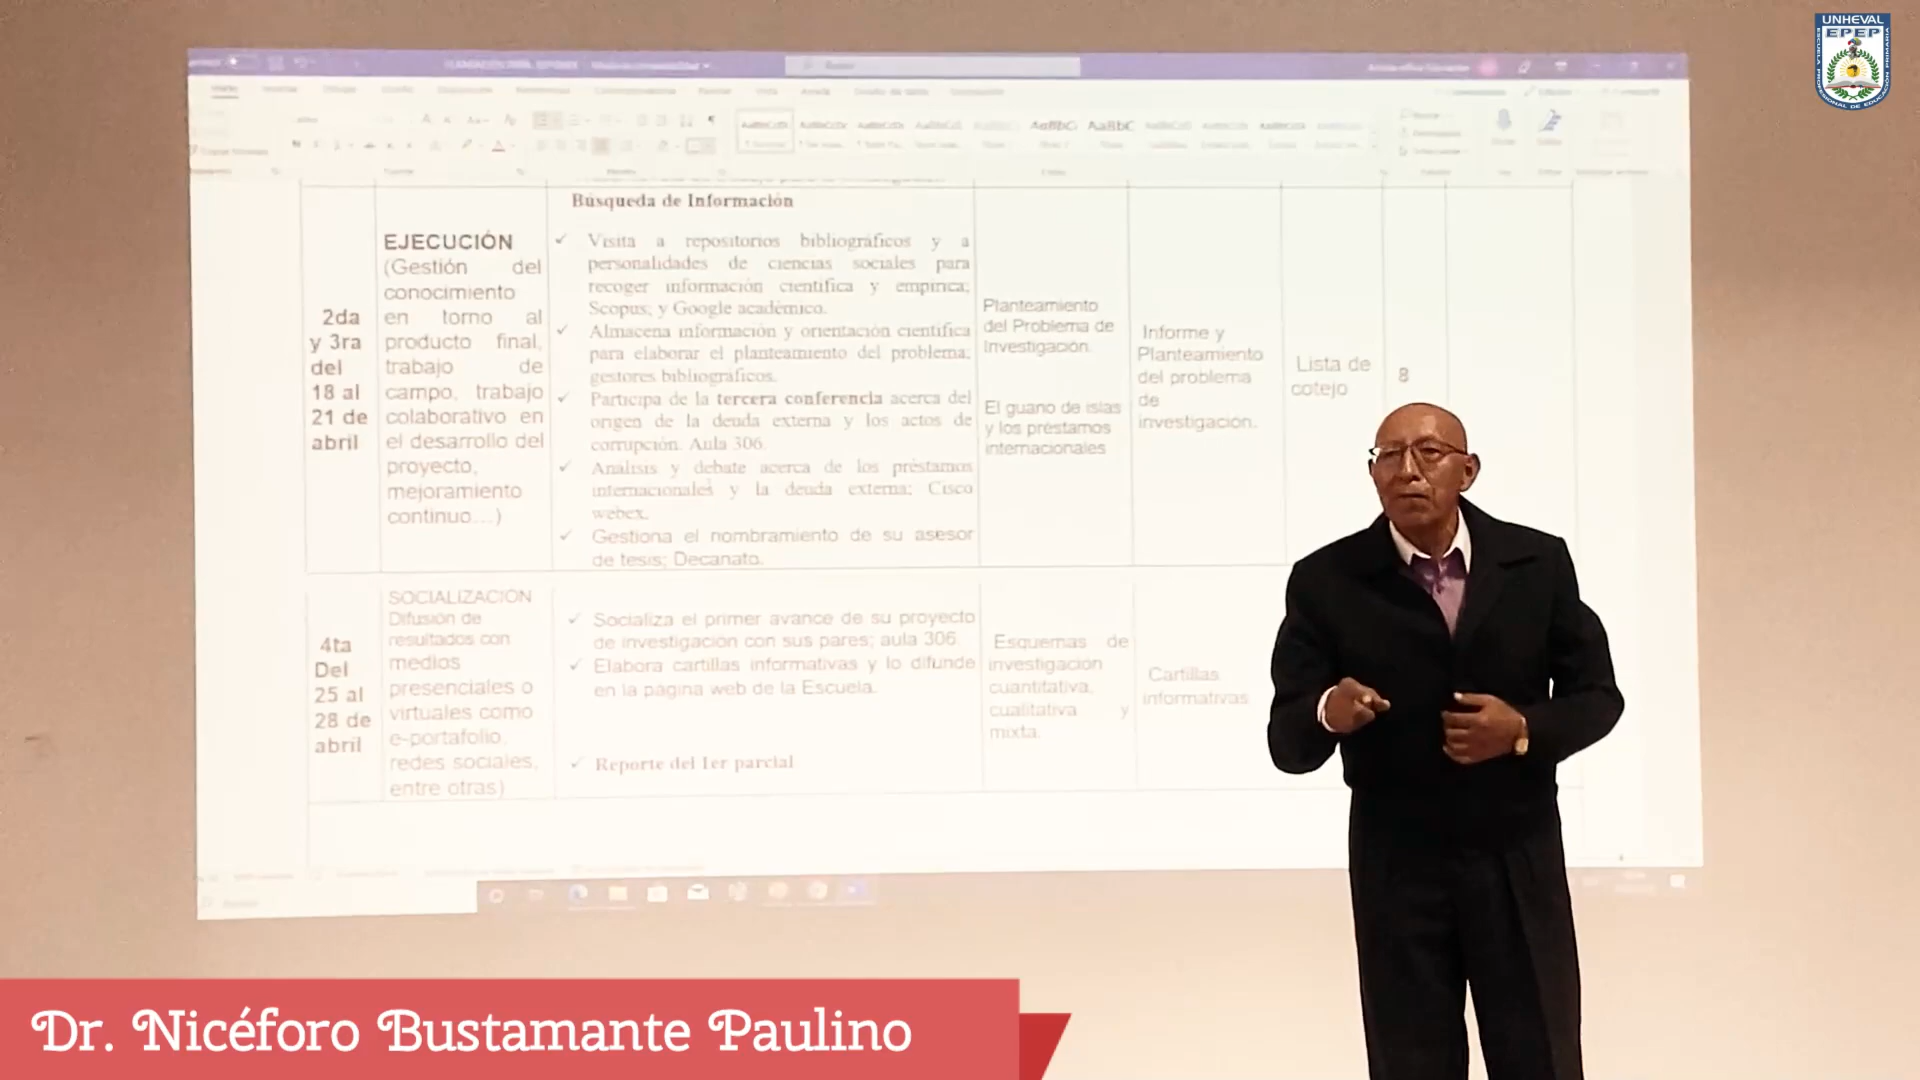 UNHEVAL
EPEP
ESCUELA PROFESIONAL DE EDUCACIÓN PRIMARIA
AaBbC
2da
y 3ra
del
18 al
21 de
abril
EJECUCIÓN
(Gestión del
conocimiento
en torno al
producto final,
trabajo de
campo, trabajo
colaborativo en
el desarrollo del
proyecto,
mejoramiento
continuo…)
Búsqueda de Información
✓ Visita a repositorios bibliográficos y a
personalidades de ciencias sociales para
recoger información científica y empírica;
Scopus; y Google académico.
✓ Almacena información y orientación científica
para elaborar el planteamiento del problema;
gestores bibliográficos.
✓ Participa de la tercera conferencia acerca del
origen de la deuda externa y los actos de
corrupción. Aula 306.
✓ Análisis y debate acerca de los préstamos
internacionales y la deuda externa; Cisco
webex.
✓ Gestiona el nombramiento de su asesor
de tesis; Decanato.
Planteamiento
del Problema de
Investigación.
El guano de islas
y los préstamos
internacionales
Informe y
Planteamiento
del problema
de
investigación.
Lista de
cotejo
8
4ta
Del
25 al
28 de
abril
SOCIALIZACIÓN
Difusión de
resultados con
medios
presenciales o
virtuales como
e-portafolio,
redes sociales,
entre otras)
✓ Socializa el primer avance de su proyecto
de investigación con sus pares; aula 306
✓ Elabora cartillas informativas y lo difunde
en la página web de la Escuela.
✓ Reporte del 1er parcial
Esquemas de
investigación
cuantitativa,
cualitativa y
mixta.
Cartillas
informativas
Dr. Nicéforo Bustamante Paulino